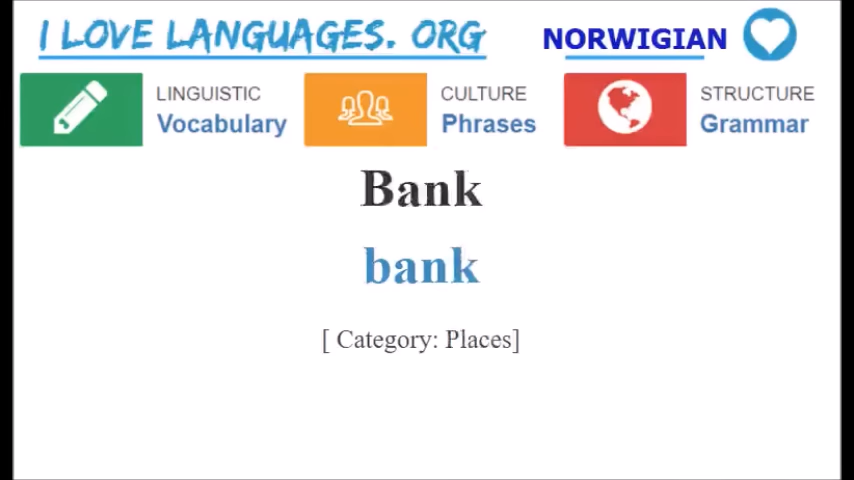 I LOVE LANGUAGES. ORG
NORWIGIAN
LINGUISTIC
Vocabulary
CULTURE
Phrases
STRUCTURE
Grammar
Bank
bank
[ Category: Places]